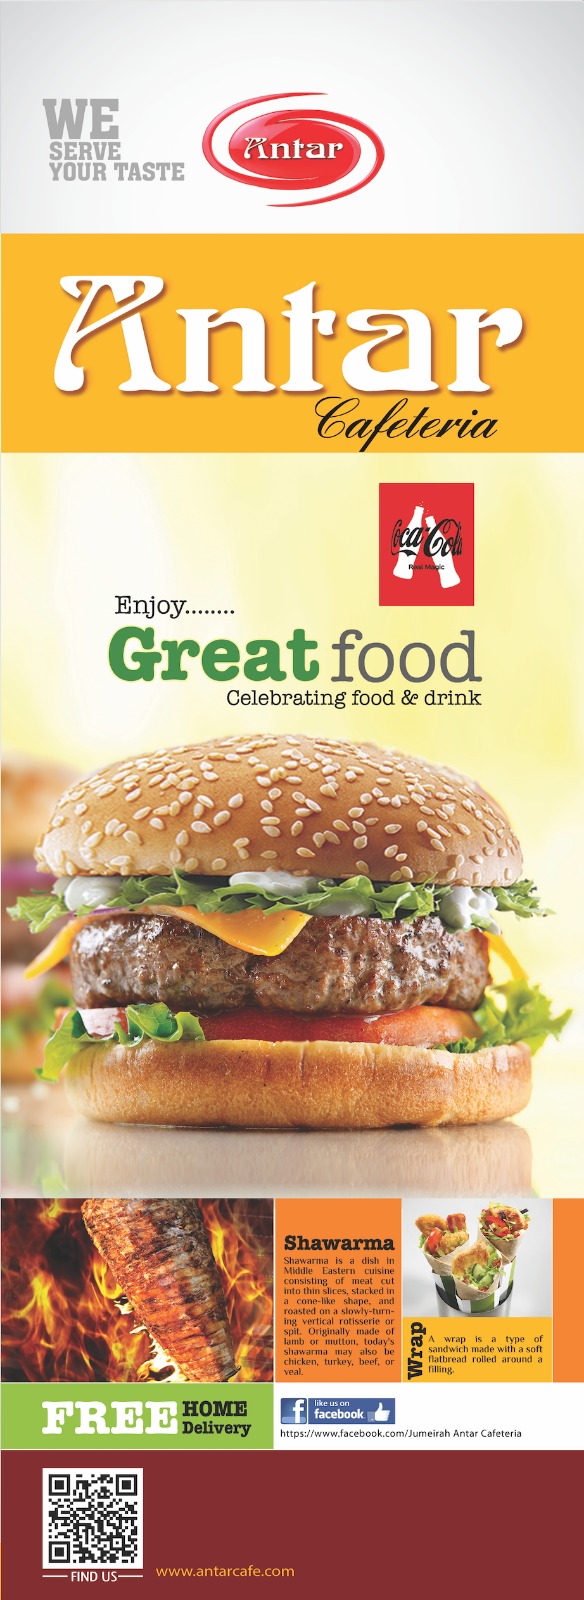 WE
SERVE
YOUR TASTE
Antar
Antar
Cafeteria
Coca-Cola
Real Magic
Enjoy........
Great food
Celebrating food & drink
Shawarma
Shawarma is a dish in
Middle Eastern cuisine
consisting of meat cut
into thin slices, stacked in
a cone-like shape, and
roasted on a slowly-turn-
ing vertical rotisserie or
spit. Originally made of
lamb or mutton, today's
shawarma may also be
chicken, turkey, beef, or
veal.
Wrap
A wrap is a type of
sandwich made with a soft
flatbread rolled around a
filling.
FREE HOME
Delivery
f like us on
facebook
https://www.facebook.com/Jumeirah Antar Cafeteria
FIND US
www.antarcafe.com